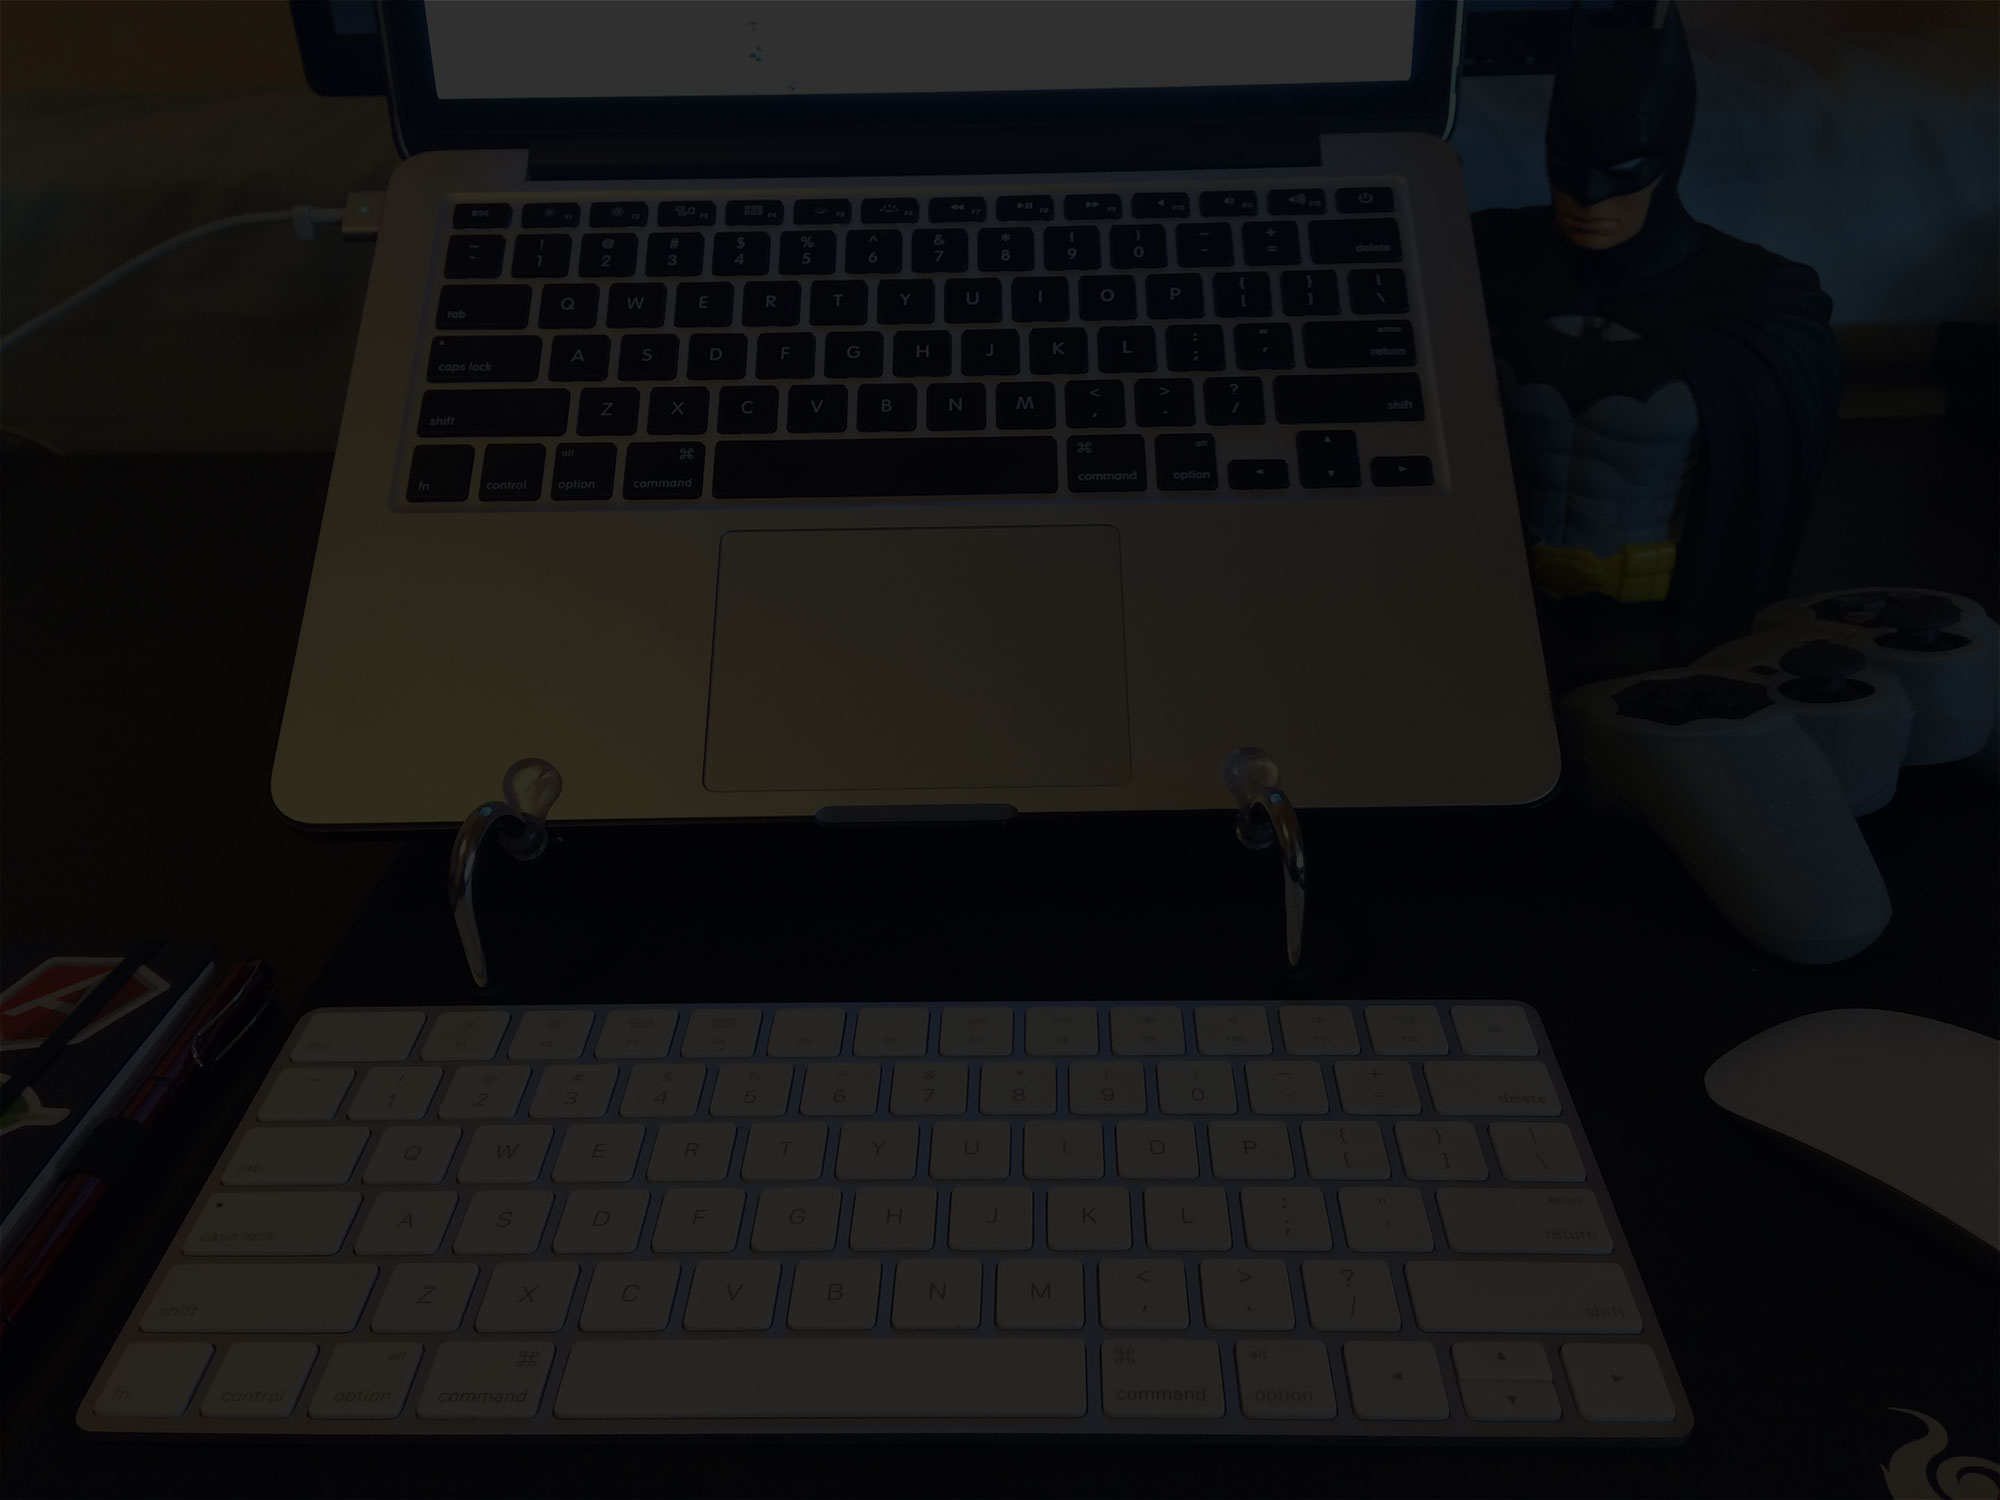 esc F1 F2 F3 F4 F5 F6 F7 F8 F9 F10 F11 F12
~ ` ! 1 @ 2 # 3 $ 4 % 5 ^ 6 & 7 * 8 ( 9 ) 0 — - + = delete
tab Q W E R T Y U I O P { [ } ] | \
caps lock A S D F G H J K L : ; " ' enter return
shift Z X C V B N M < , > . ? / shift
fn control alt option ⌘ command ⌘ command alt option ◄ ▲ ▼ ►
A
esc F1 F2 F3 F4 F5 F6 F7 F8 F9 F10 F11 F12
~ ` ! 1 @ 2 # 3 $ 4 % 5 ^ 6 & 7 * 8 ( 9 ) 0 — - + = delete
tab Q W E R T Y U I O P { [ } ] | \
caps lock A S D F G H J K L : ; " ' enter return
shift Z X C V B N M < , > . ? / shift
fn control alt option ⌘ command ⌘ command alt option ◄ ▲ ▼ ►